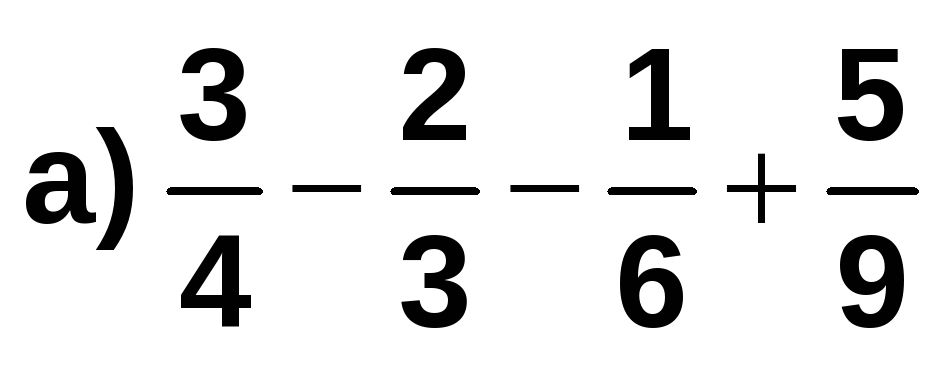 a) 3/4 − 2/3 − 1/6 + 5/9